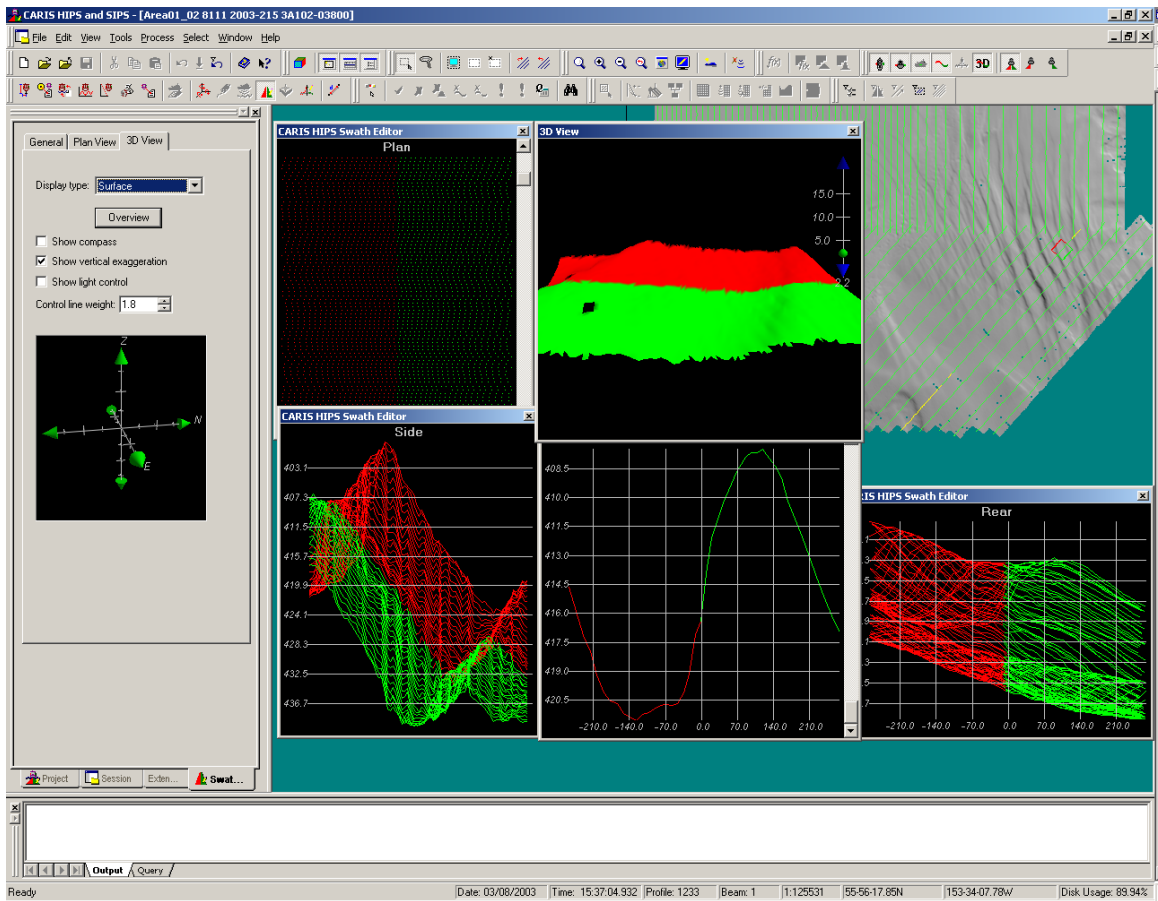 CARIS HIPS and SIPS - [Area01_02 8111 2003-215 3A102-03800]
File Edit View Tools Process Select Window Help
3D
General Plan View 3D View
Display type: Surface
Overview
Show compass
Show vertical exaggeration
Show light control
Control line weight: 1.8
Z
N
E
Project Session Exten... Swat...
CARIS HIPS Swath Editor
Plan
3D View
15.0
10.0
5.0
2.2
CARIS HIPS Swath Editor
Side
403.1
407.3
411.5
415.7
419.9
424.1
428.3
432.5
436.7
408.5
410.0
411.5
413.0
414.5
416.0
417.5
419.0
420.5
-210.0 -140.0 -70.0 0.0 70.0 140.0 210.0
HIPS Swath Editor
Rear
-210.0 -140.0 -70.0 0.0 70.0 140.0 210.0
Output Query
Ready
Date: 03/08/2003 Time: 15:37:04.932 Profile: 1233 Beam: 1 1:125531 55-56-17.85N 153-34-07.78W Disk Usage: 89.94%